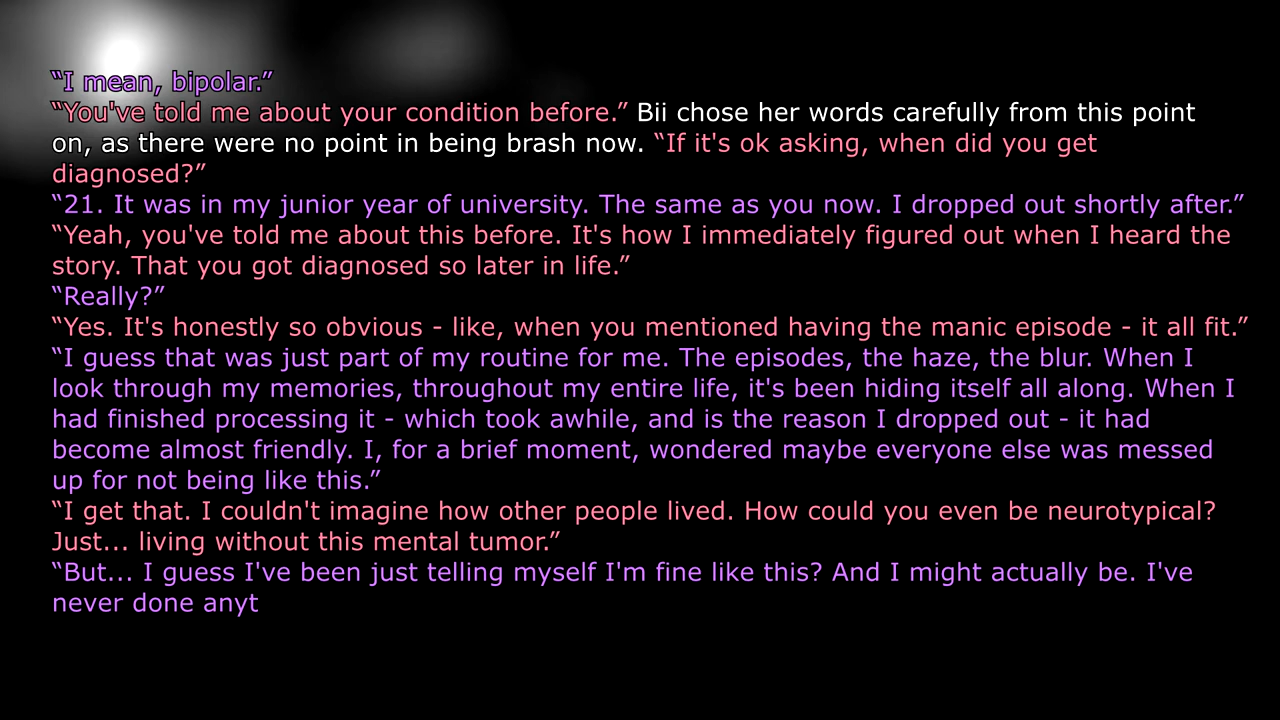 “I mean, bipolar.”
“You've told me about your condition before.” Bii chose her words carefully from this point
on, as there were no point in being brash now. “If it's ok asking, when did you get
diagnosed?”
“21. It was in my junior year of university. The same as you now. I dropped out shortly after.”
“Yeah, you've told me about this before. It's how I immediately figured out when I heard the
story. That you got diagnosed so later in life.”
“Really?”
“Yes. It's honestly so obvious - like, when you mentioned having the manic episode - it all fit.”
“I guess that was just part of my routine for me. The episodes, the haze, the blur. When I
look through my memories, throughout my entire life, it's been hiding itself all along. When I
had finished processing it - which took awhile, and is the reason I dropped out - it had
become almost friendly. I, for a brief moment, wondered maybe everyone else was messed
up for not being like this.”
“I get that. I couldn't imagine how other people lived. How could you even be neurotypical?
Just... living without this mental tumor.”
“But... I guess I've been just telling myself I'm fine like this? And I might actually be. I've
never done anyt